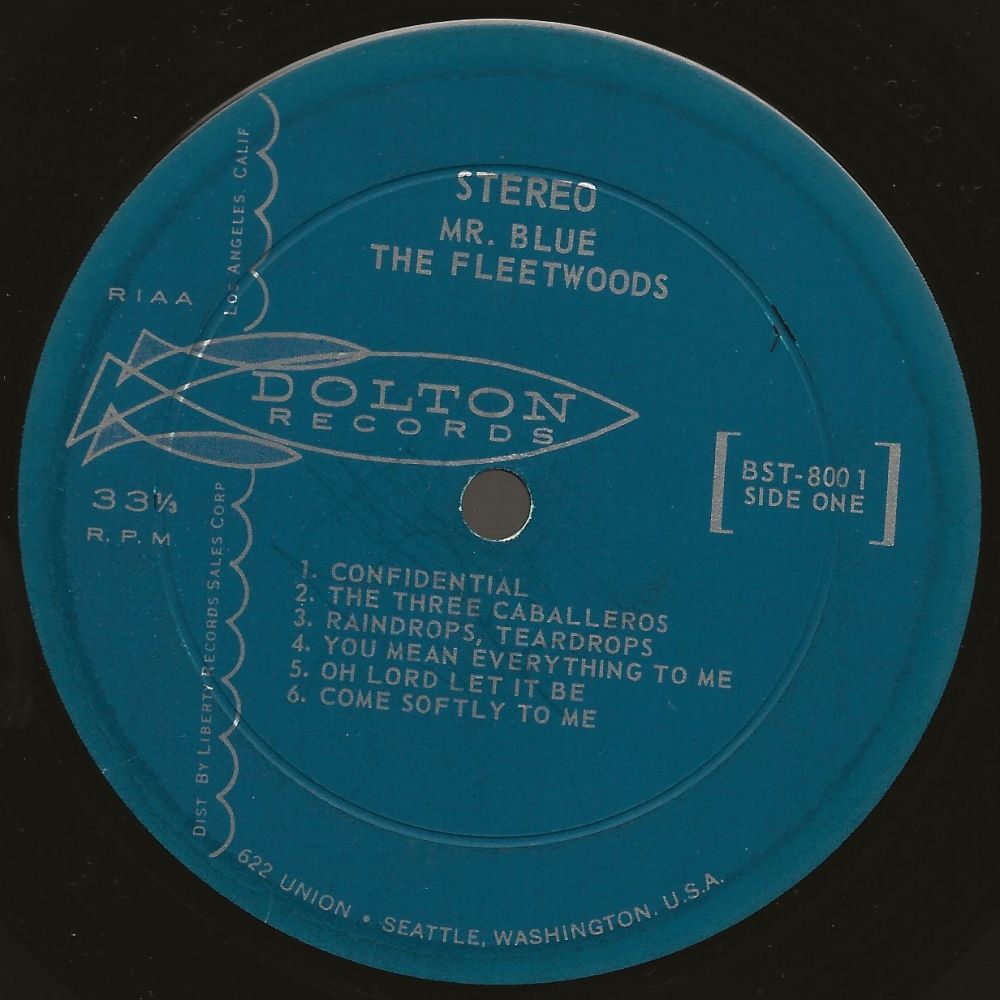 STEREO
MR. BLUE
THE FLEETWOODS
RIAA
LOS ANGELES, CALIF.
DOLTON
RECORDS
33⅓
R.P.M
DIST BY LIBERTY RECORDS SALES CORP
BST-8001
SIDE ONE
1. CONFIDENTIAL
2. THE THREE CABALLEROS
3. RAINDROPS, TEARDROPS
4. YOU MEAN EVERYTHING TO ME
5. OH LORD LET IT BE
6. COME SOFTLY TO ME
622 UNION • SEATTLE, WASHINGTON. U.S.A.